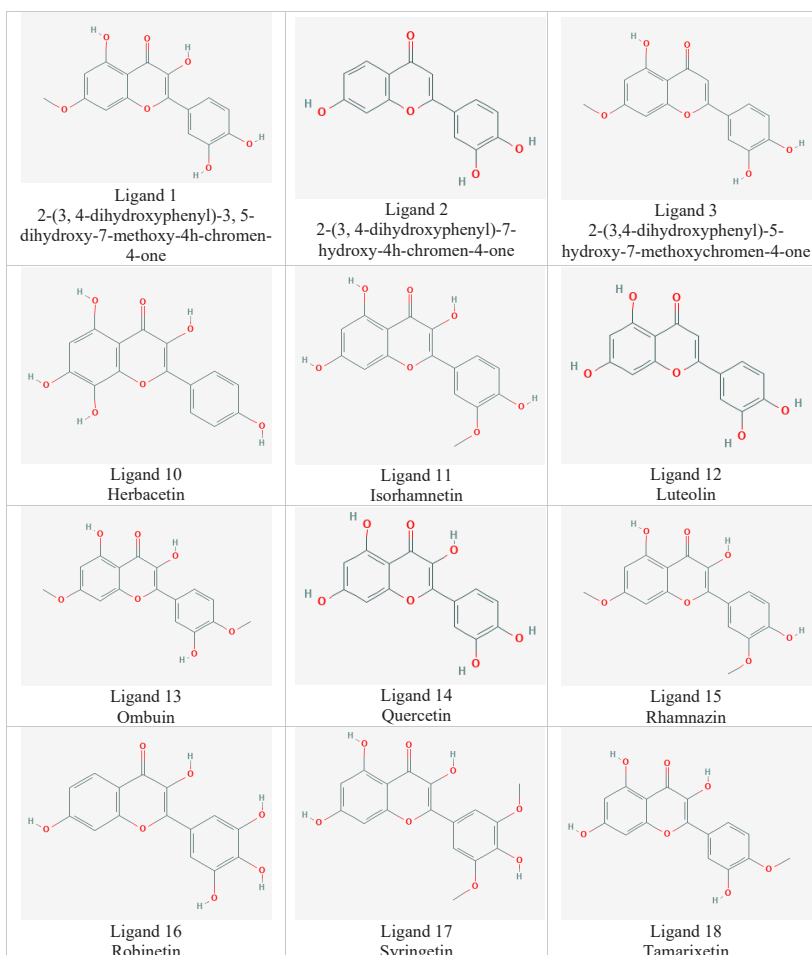 Ligand 1
2-(3, 4-dihydroxyphenyl)-3, 5-
dihydroxy-7-methoxy-4h-chromen-
4-one
Ligand 2
2-(3, 4-dihydroxyphenyl)-7-
hydroxy-4h-chromen-4-one
Ligand 3
2-(3,4-dihydroxyphenyl)-5-
hydroxy-7-methoxychromen-4-one
Ligand 10
Herbacetin
Ligand 11
Isorhamnetin
Ligand 12
Luteolin
Ligand 13
Ombuin
Ligand 14
Quercetin
Ligand 15
Rhamnazin
Ligand 16
Robinetin
Ligand 17
Syringetin
Ligand 18
Tamarixetin